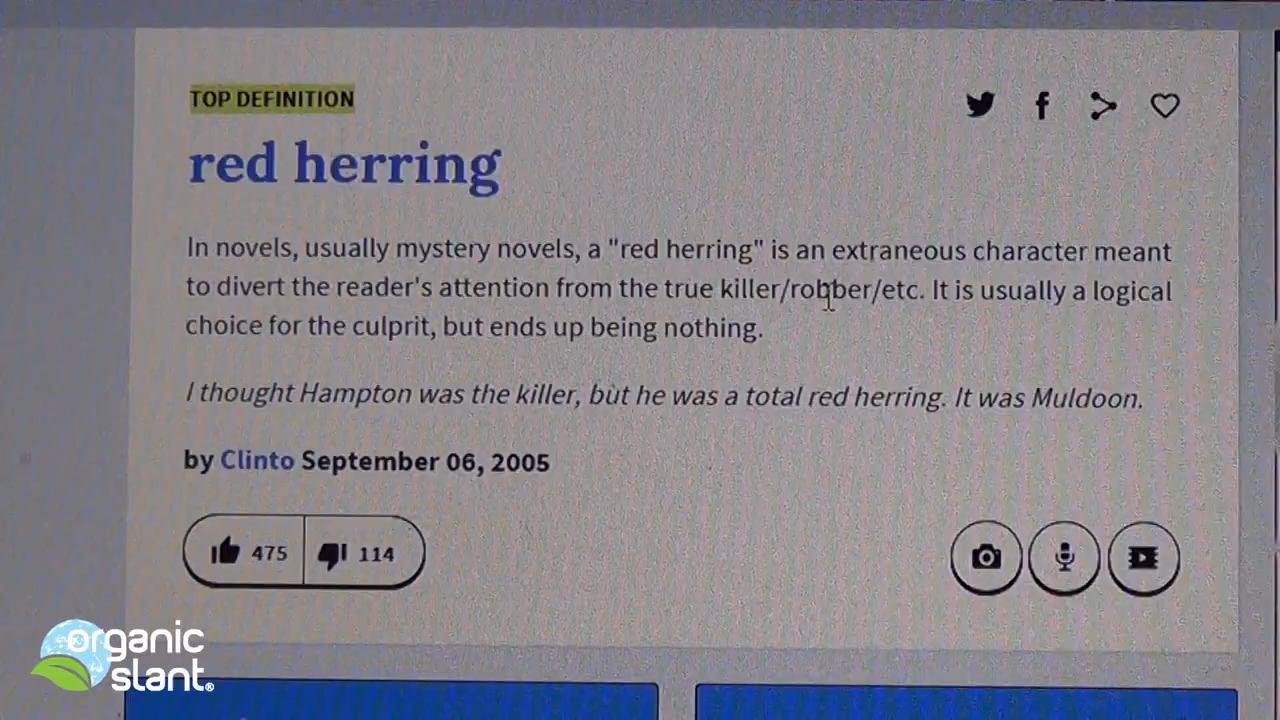 TOP DEFINITION
red herring
In novels, usually mystery novels, a "red herring" is an extraneous character meant
to divert the reader's attention from the true killer/robber/etc. It is usually a logical
choice for the culprit, but ends up being nothing.
I thought Hampton was the killer, but he was a total red herring. It was Muldoon.
by Clinto September 06, 2005
475 114
organic
slant®